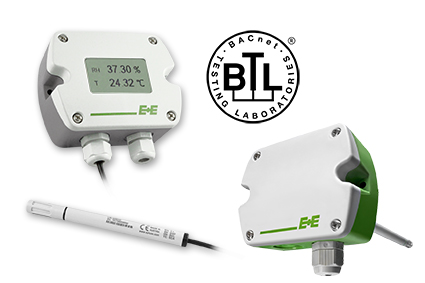 RH 37.30 %
T 24.32 °C
E+E
BACnet
®
BTL
TESTING LABORATORIES
E+E